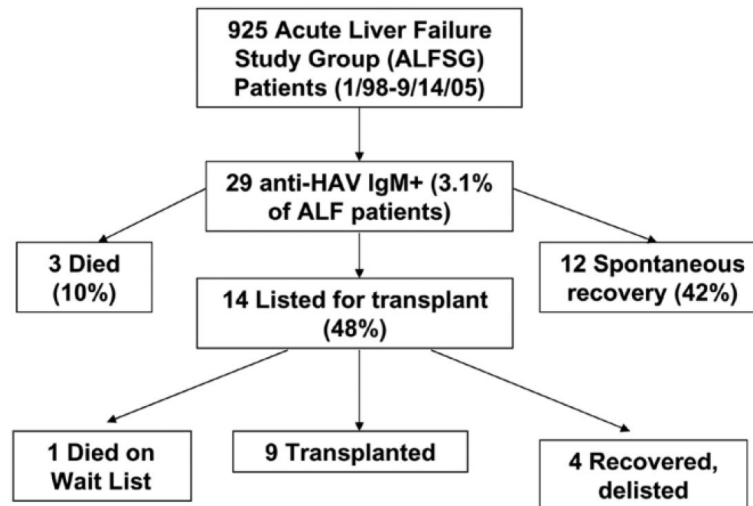 925 Acute Liver Failure
Study Group (ALFSG)
Patients (1/98-9/14/05)
29 anti-HAV IgM+ (3.1%
of ALF patients)
3 Died
(10%)
14 Listed for transplant
(48%)
12 Spontaneous
recovery (42%)
1 Died on
Wait List
9 Transplanted
4 Recovered,
delisted